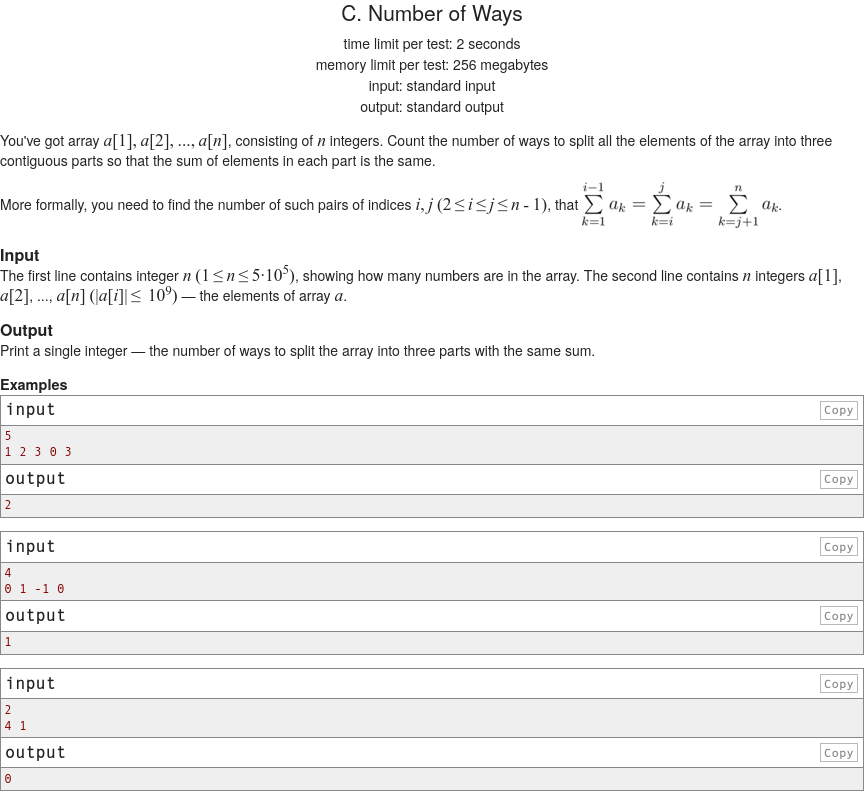 C. Number of Ways
time limit per test: 2 seconds
memory limit per test: 256 megabytes
input: standard input
output: standard output
You've got array a[1], a[2], ..., a[n], consisting of n integers. Count the number of ways to split all the elements of the array into three
contiguous parts so that the sum of elements in each part is the same.
More formally, you need to find the number of such pairs of indices i, j (2 ≤ i ≤ j ≤ n - 1), that \sum_{k=1}^{i-1} a_k = \sum_{k=i}^{j} a_k = \sum_{k=j+1}^{n} a_k.
Input
The first line contains integer n (1 ≤ n ≤ 5·10^5), showing how many numbers are in the array. The second line contains n integers a[1],
a[2], ..., a[n] (|a[i]| ≤ 10^9) — the elements of array a.
Output
Print a single integer — the number of ways to split the array into three parts with the same sum.
Examples
input Copy
5
1 2 3 0 3
output Copy
2
input Copy
4
0 1 -1 0
output Copy
1
input Copy
2
4 1
output Copy
0